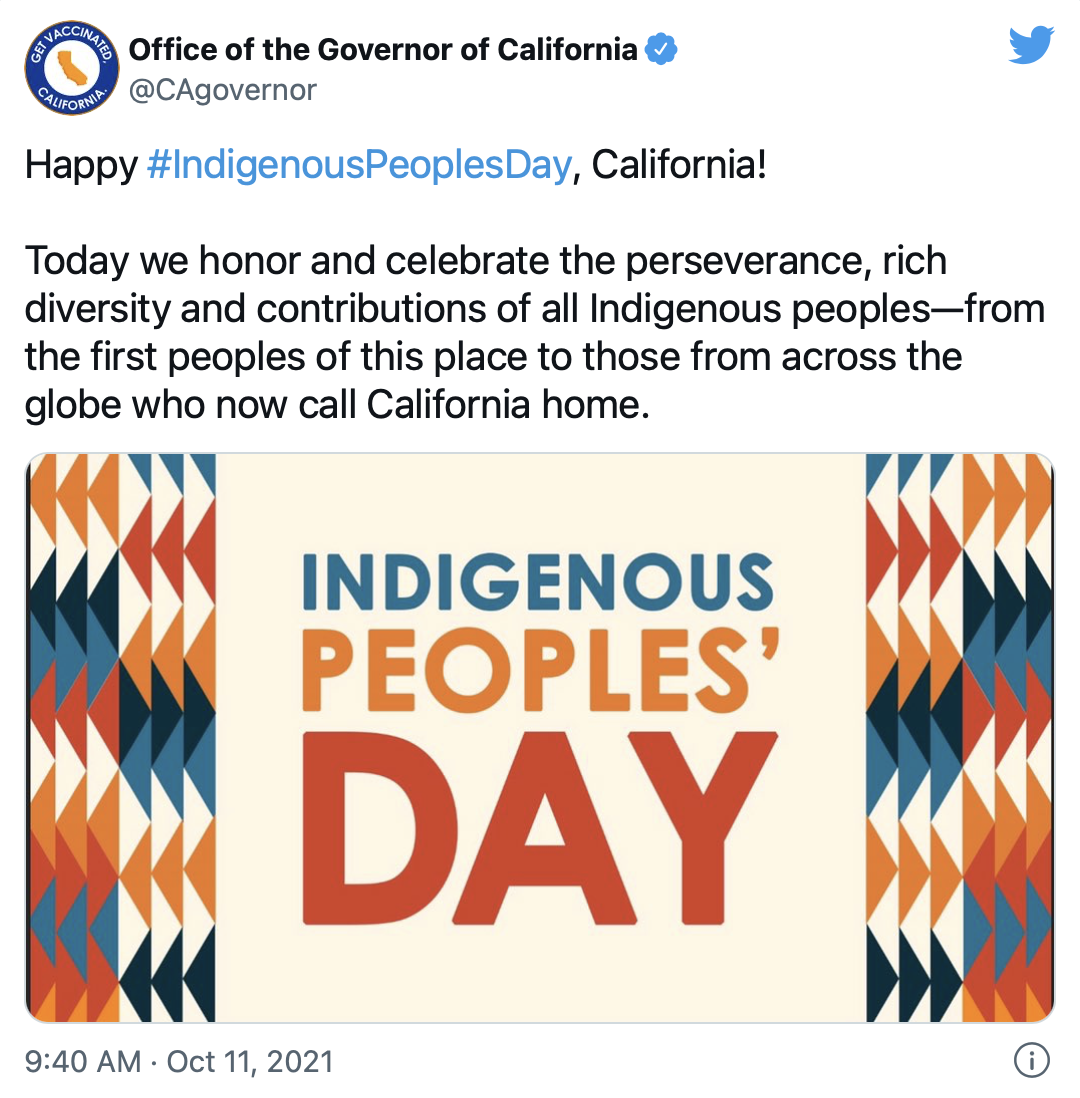 GET VACCINATED,
CALIFORNIA.
Office of the Governor of California
@CAgovernor
Happy #IndigenousPeoplesDay, California!
Today we honor and celebrate the perseverance, rich
diversity and contributions of all Indigenous peoples—from
the first peoples of this place to those from across the
globe who now call California home.
INDIGENOUS
PEOPLES’
DAY
9:40 AM · Oct 11, 2021